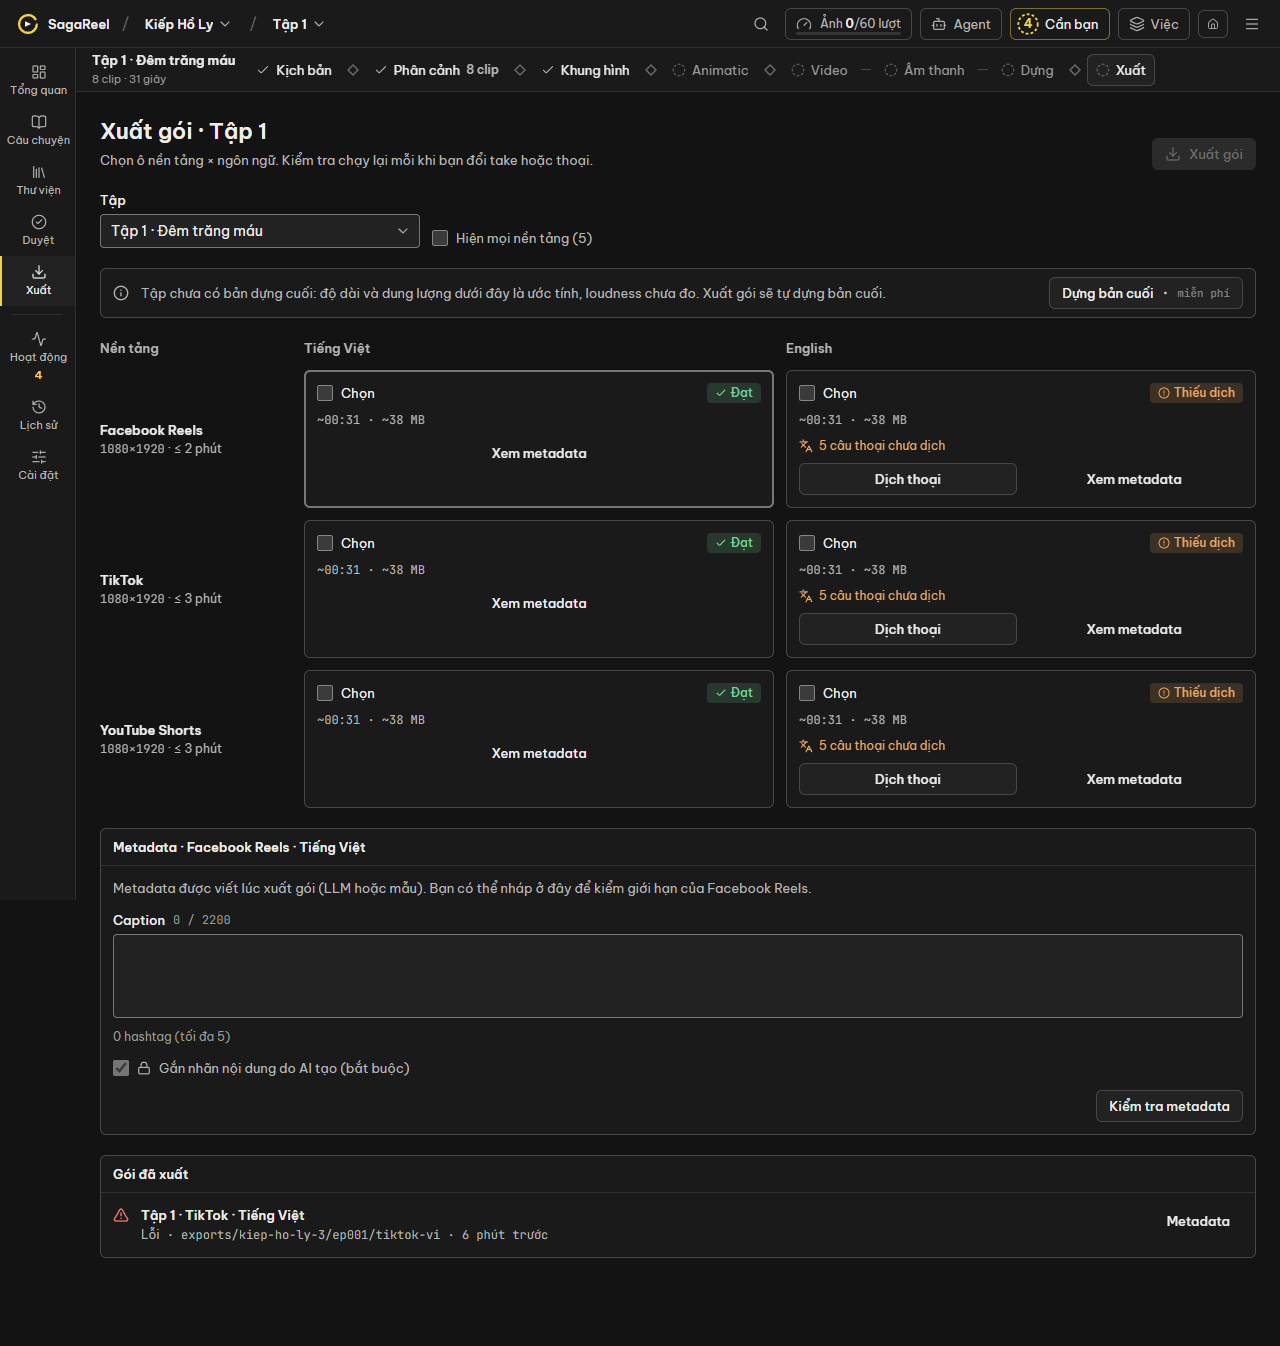 SagaReel / Kiếp Hồ Ly / Tập 1
Ảnh 0/60 lượt
Agent
4 Cần bạn
Việc
Tổng quan
Câu chuyện
Thư viện
Duyệt
Xuất
Hoạt động
4
Lịch sử
Cài đặt
Tập 1 · Đêm trăng máu
8 clip · 31 giây
Kịch bản
Phân cảnh 8 clip
Khung hình
Animatic
Video
Âm thanh
Dựng
Xuất
Xuất gói · Tập 1
Chọn ô nền tảng × ngôn ngữ. Kiểm tra chạy lại mỗi khi bạn đổi take hoặc thoại.
Xuất gói
Tập
Tập 1 · Đêm trăng máu
Hiện mọi nền tảng (5)
Tập chưa có bản dựng cuối: độ dài và dung lượng dưới đây là ước tính, loudness chưa đo. Xuất gói sẽ tự dựng bản cuối.
Dựng bản cuối · miễn phí
Nền tảng
Tiếng Việt
English
Facebook Reels
1080×1920 · ≤ 2 phút
Chọn
Đạt
~00:31 · ~38 MB
Xem metadata
Chọn
Thiếu dịch
~00:31 · ~38 MB
5 câu thoại chưa dịch
Dịch thoại
Xem metadata
TikTok
1080×1920 · ≤ 3 phút
Chọn
Đạt
~00:31 · ~38 MB
Xem metadata
Chọn
Thiếu dịch
~00:31 · ~38 MB
5 câu thoại chưa dịch
Dịch thoại
Xem metadata
YouTube Shorts
1080×1920 · ≤ 3 phút
Chọn
Đạt
~00:31 · ~38 MB
Xem metadata
Chọn
Thiếu dịch
~00:31 · ~38 MB
5 câu thoại chưa dịch
Dịch thoại
Xem metadata
Metadata · Facebook Reels · Tiếng Việt
Metadata được viết lúc xuất gói (LLM hoặc mẫu). Bạn có thể nháp ở đây để kiểm giới hạn của Facebook Reels.
Caption 0 / 2200
0 hashtag (tối đa 5)
Gắn nhãn nội dung do AI tạo (bắt buộc)
Kiểm tra metadata
Gói đã xuất
Tập 1 · TikTok · Tiếng Việt
Lỗi · exports/kiep-ho-ly-3/ep001/tiktok-vi · 6 phút trước
Metadata